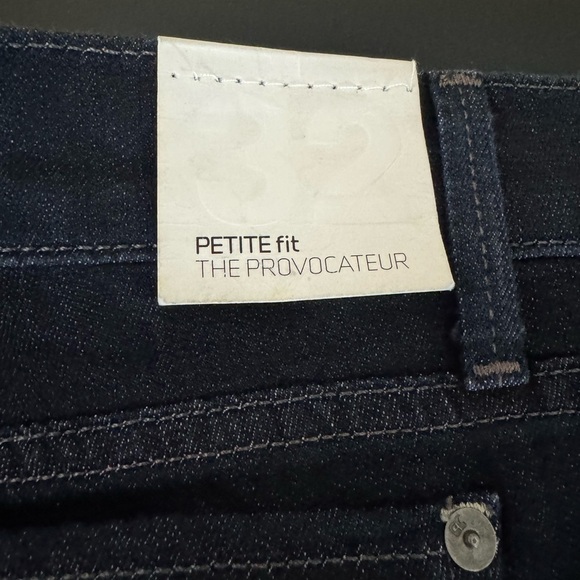 32
PETITE fit
THE PROVOCATEUR